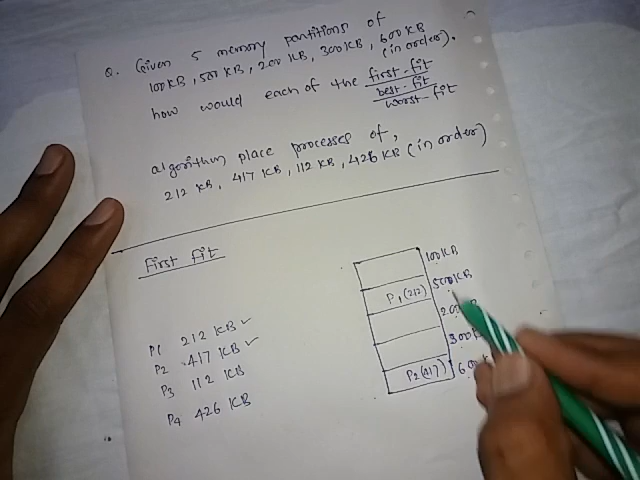 Q. Given 5 memory partitions of
100KB, 500 KB, 200 KB, 300KB, 600 KB
(in order).
how would each of the first-fit
best-fit
worst-fit
algorithm place processes of,
212 KB, 417 KB, 112 KB, 426 KB (in order)
First Fit
P1 212 KB ✓
P2 417 KB ✓
P3 112 KB
P4 426 KB
100KB
P1 (212) 500KB
P2 (417)